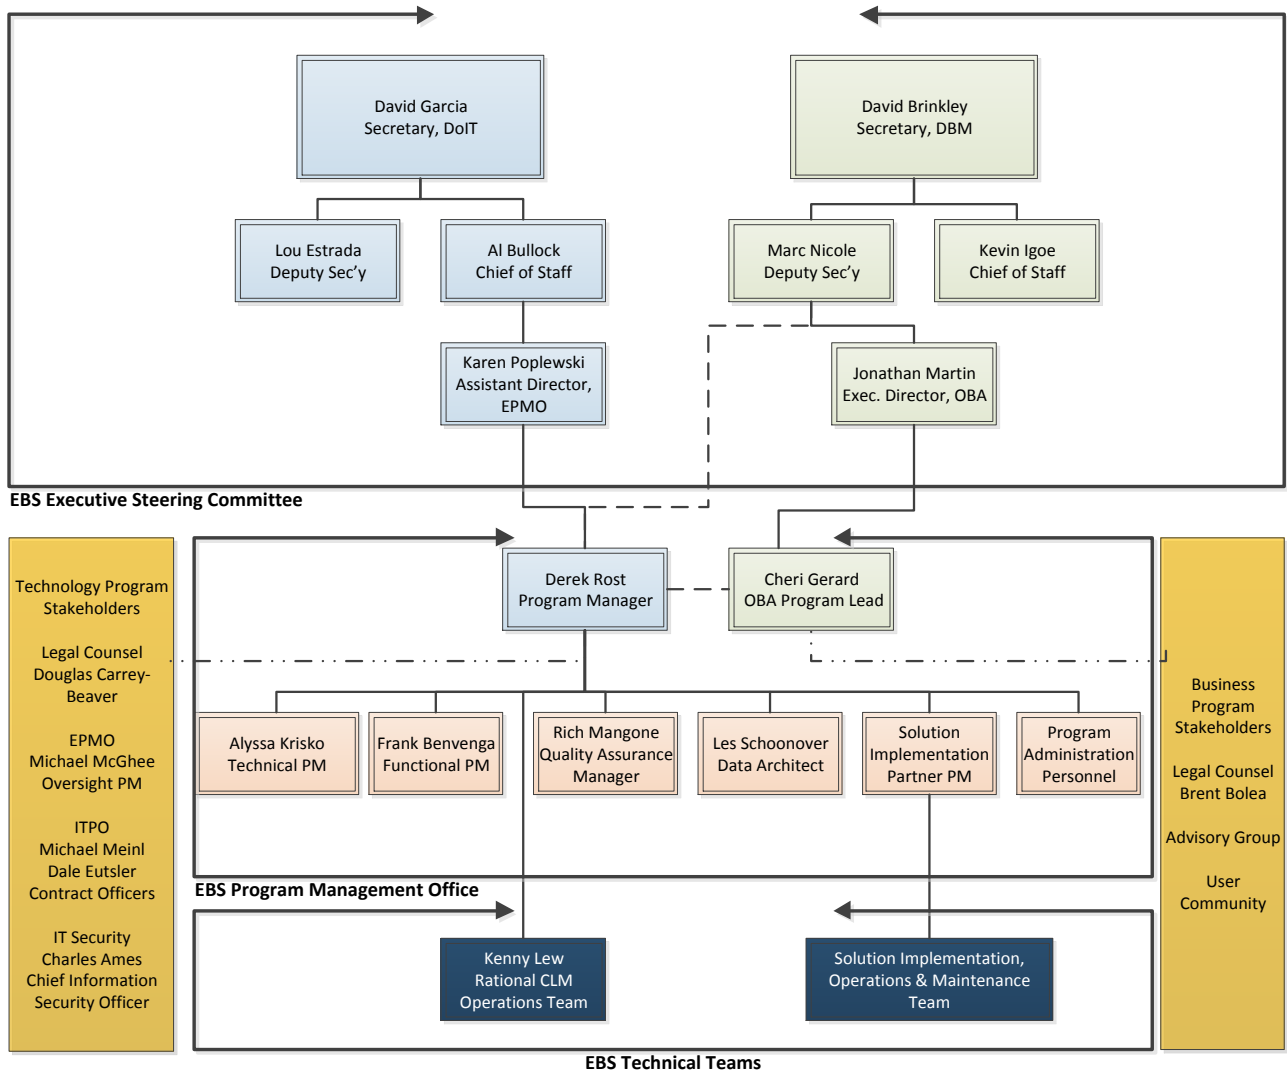 David Garcia
Secretary, DoIT
David Brinkley
Secretary, DBM
Lou Estrada
Deputy Sec'y
Al Bullock
Chief of Staff
Marc Nicole
Deputy Sec'y
Kevin Igoe
Chief of Staff
Karen Poplewski
Assistant Director,
EPMO
Jonathan Martin
Exec. Director, OBA
EBS Executive Steering Committee
Technology Program
Stakeholders
Legal Counsel
Douglas Carrey-
Beaver
EPMO
Michael McGhee
Oversight PM
ITPO
Michael Meinl
Dale Eutsler
Contract Officers
IT Security
Charles Ames
Chief Information
Security Officer
Derek Rost
Program Manager
Cheri Gerard
OBA Program Lead
Alyssa Krisko
Technical PM
Frank Benvenga
Functional PM
Rich Mangone
Quality Assurance
Manager
Les Schoonover
Data Architect
Solution
Implementation
Partner PM
Program
Administration
Personnel
EBS Program Management Office
Business
Program
Stakeholders
Legal Counsel
Brent Bolea
Advisory Group
User
Community
Kenny Lew
Rational CLM
Operations Team
Solution Implementation,
Operations & Maintenance
Team
EBS Technical Teams